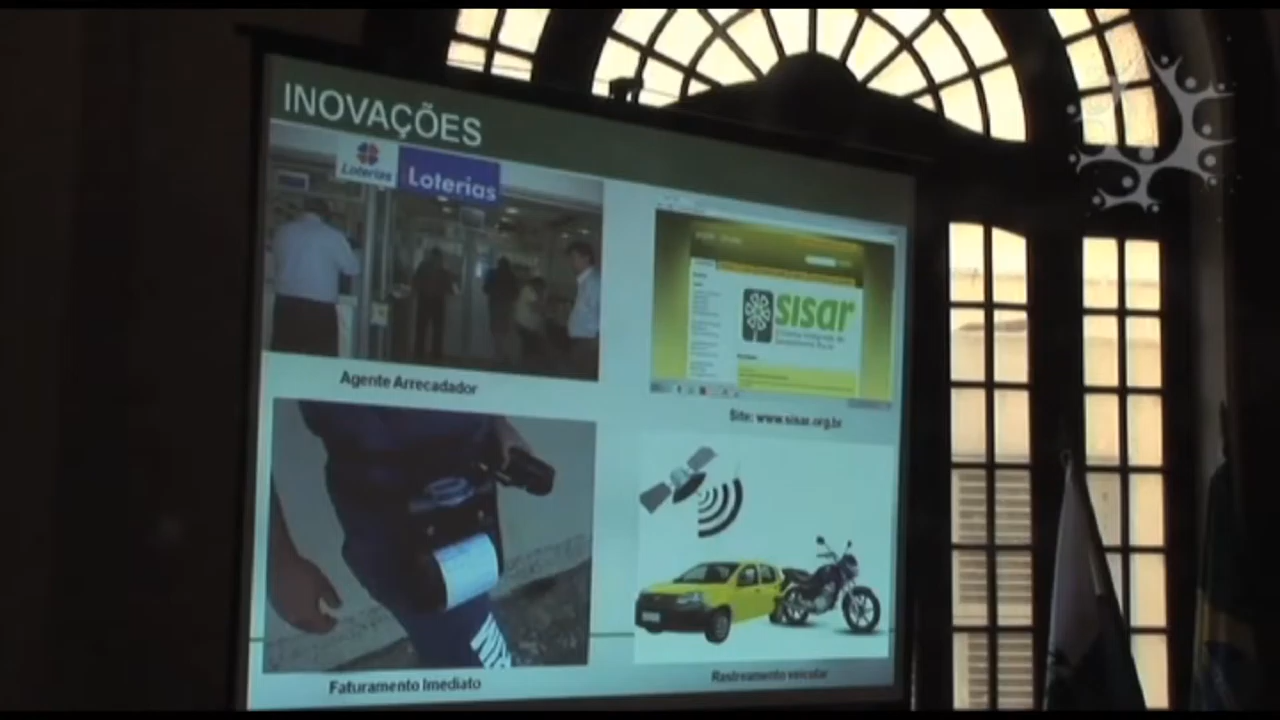 INOVAÇÕES
Loterias
Loterias
Agente Arrecadador
sisar
Site: www.sisar.org.br
Faturamento Imediato
Rastreamento veicular